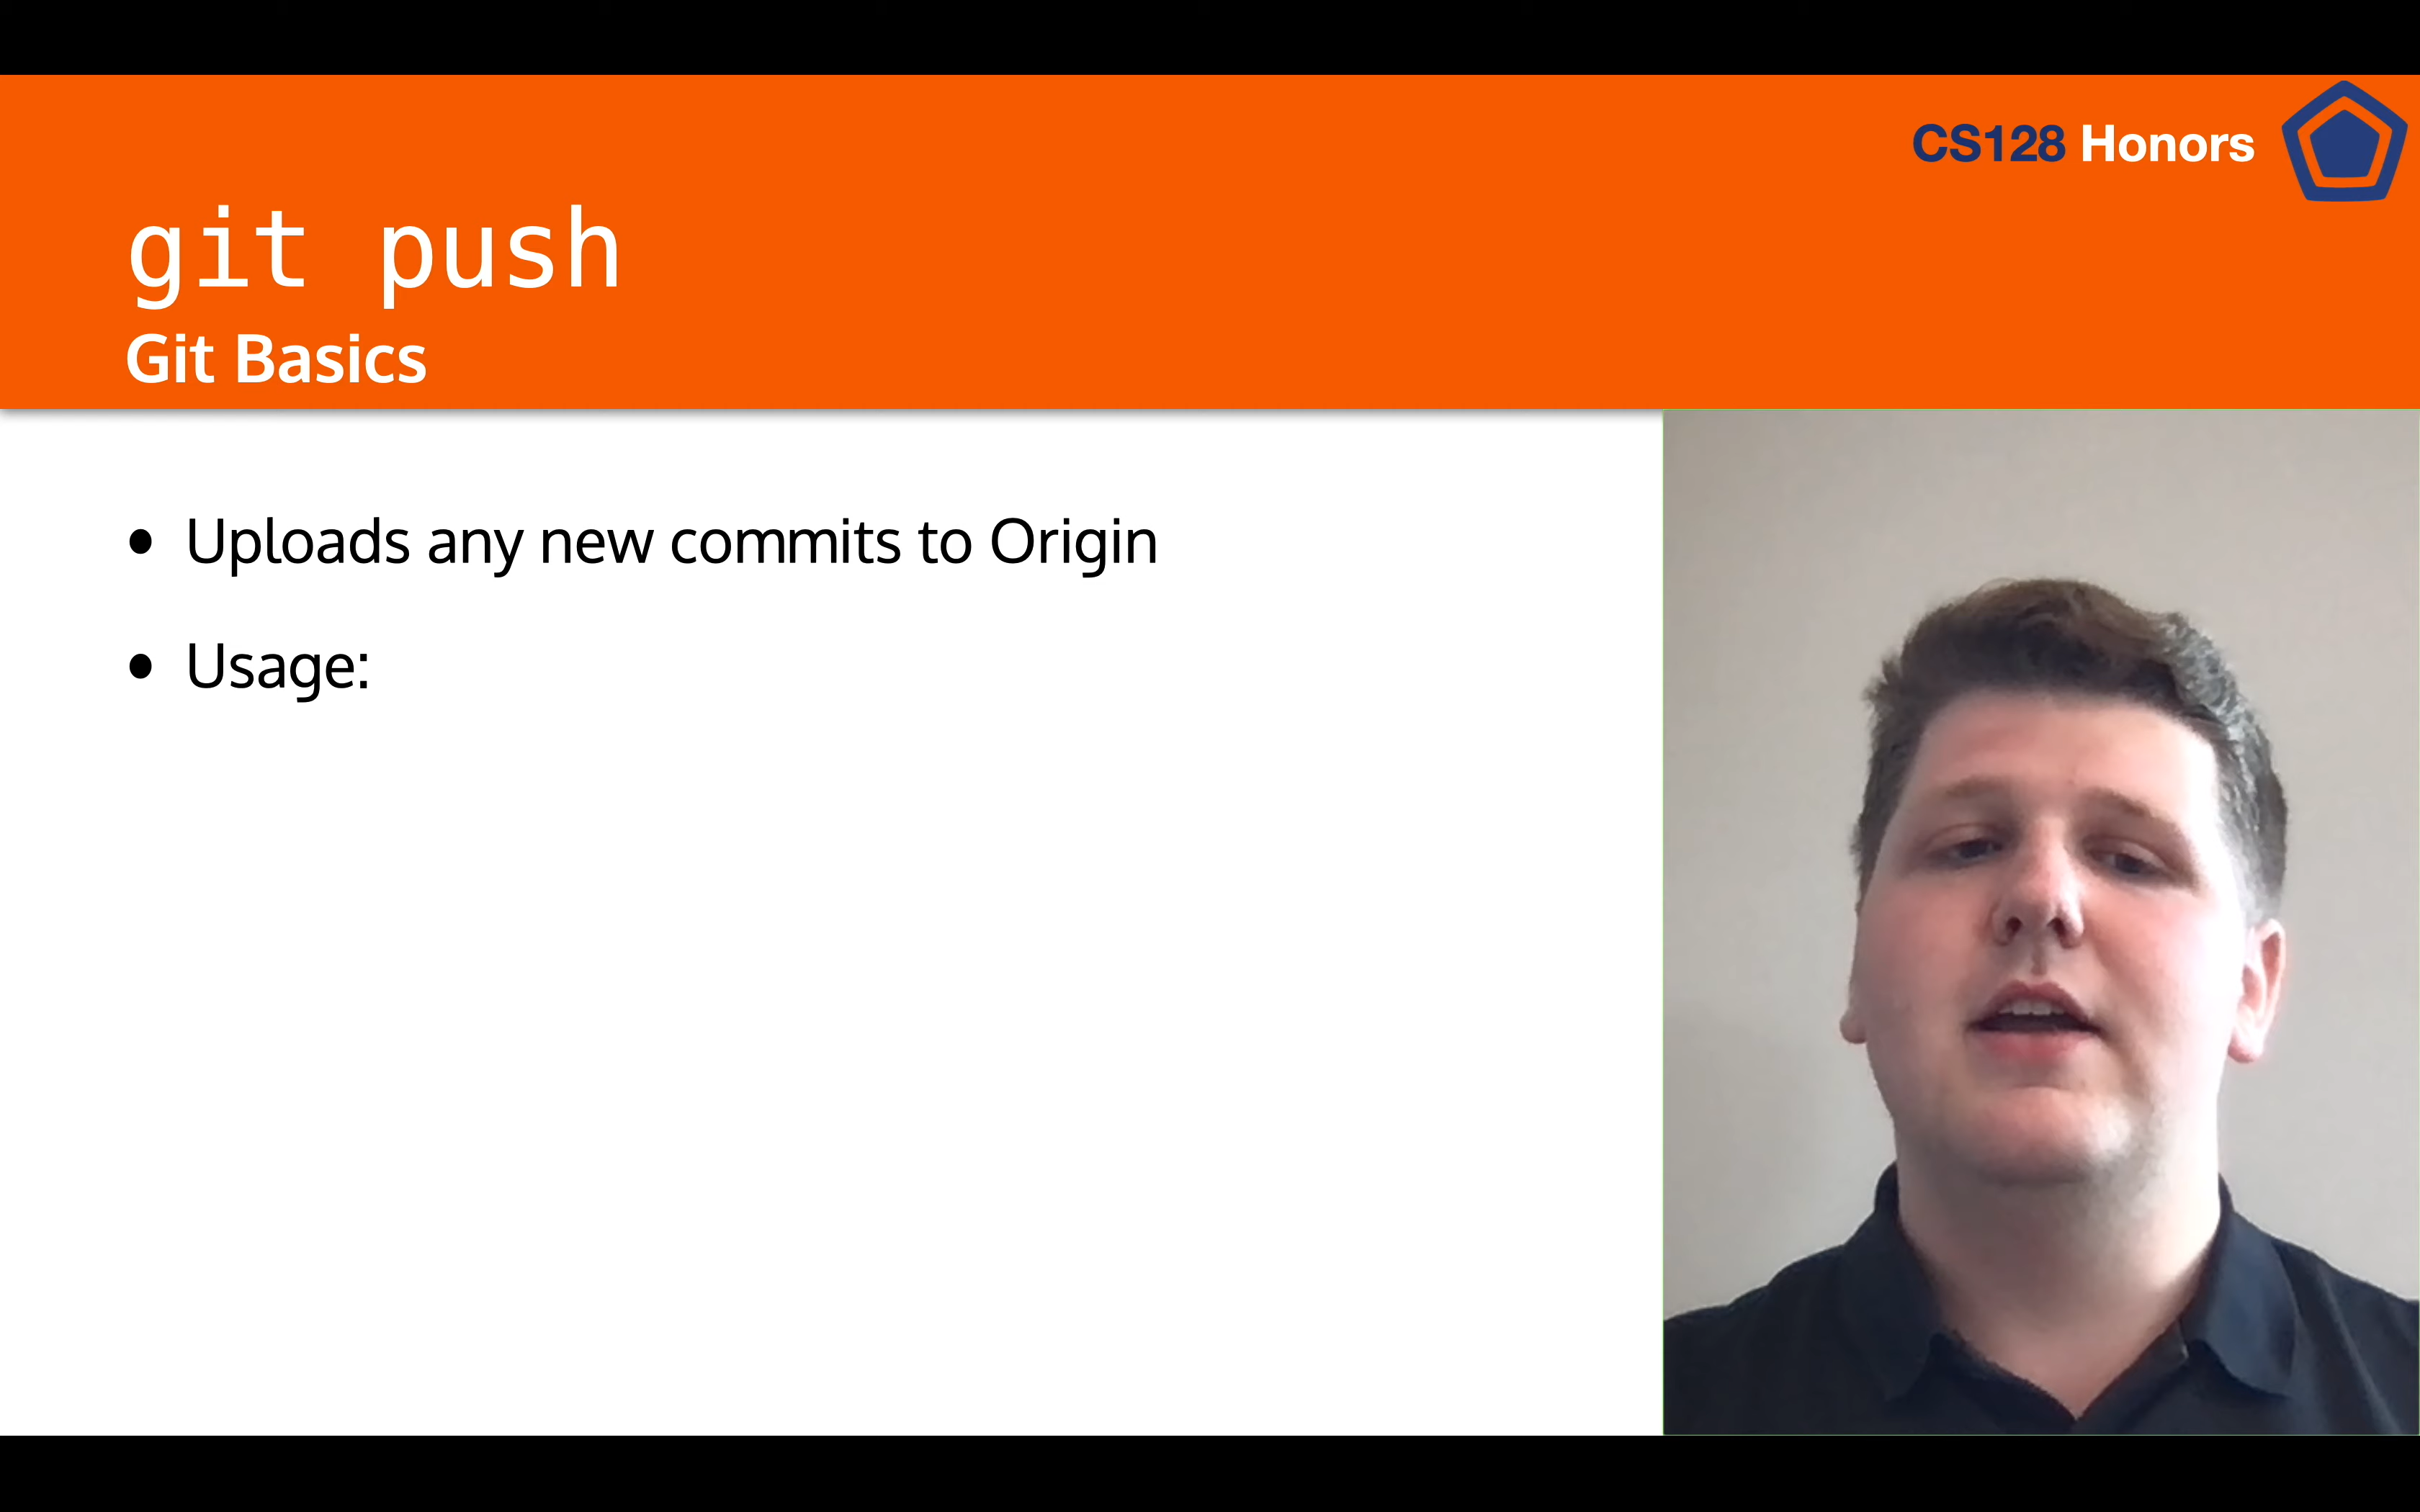 CS128 Honors
git push
Git Basics
• Uploads any new commits to Origin
• Usage: